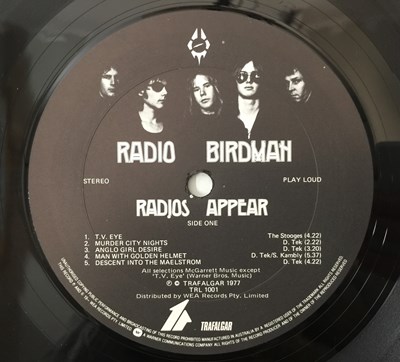 RADIO BIRDMAN
STEREO
PLAY LOUD
RADIOS APPEAR
SIDE ONE
1. T.V. EYE The Stooges (4.22)
2. MURDER CITY NIGHTS D. Tek (2.22)
3. ANGLO GIRL DESIRE D. Tek (3.20)
4. MAN WITH GOLDEN HELMET D. Tek/S. Kambly (5.37)
5. DESCENT INTO THE MAELSTROM D. Tek (4.22)
All selections McGarrett Music except
'T.V. Eye' (Warner Bros. Music)
℗ © TRAFALGAR 1977
TRL 1001
Distributed by WEA Records Pty. Limited
TRAFALGAR